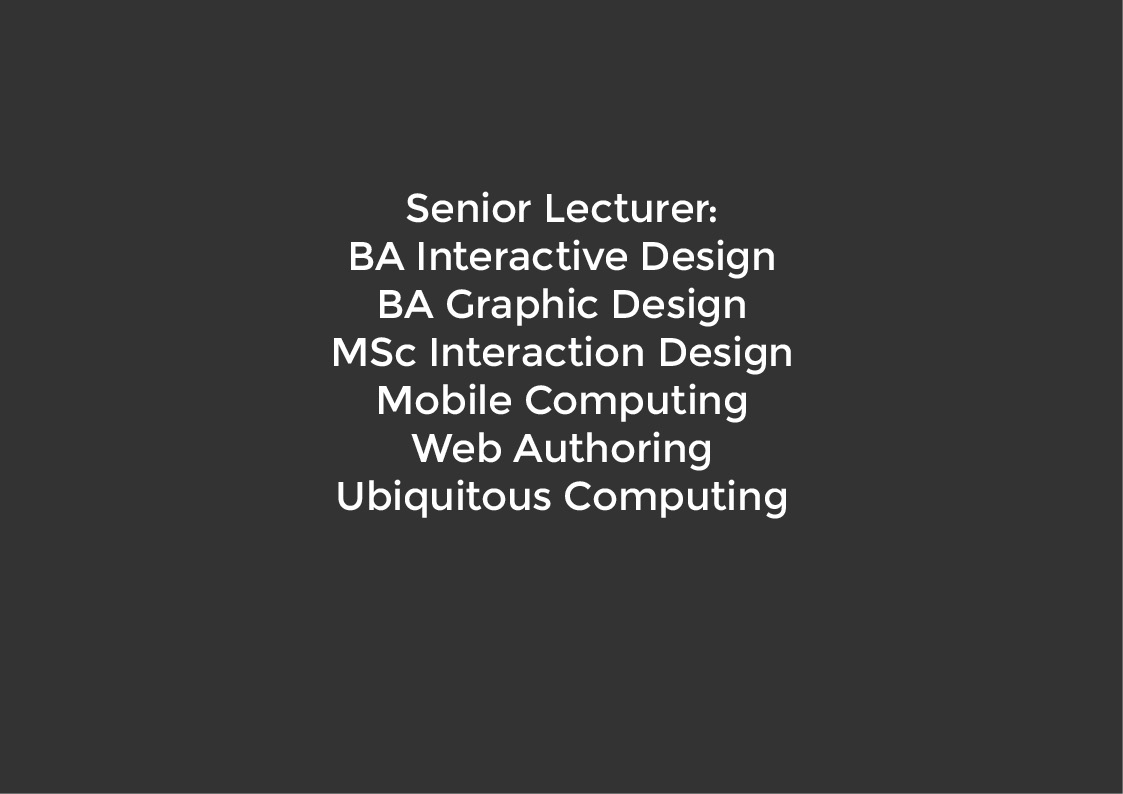 Senior Lecturer:
BA Interactive Design
BA Graphic Design
MSc Interaction Design
Mobile Computing
Web Authoring
Ubiquitous Computing